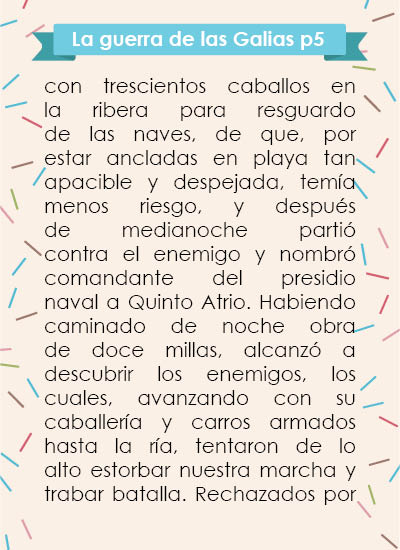 La guerra de las Galias p5
con trescientos caballos en
la ribera para resguardo
de las naves, de que, por
estar ancladas en playa tan
apacible y despejada, temía
menos riesgo, y después
de medianoche partió
contra el enemigo y nombró
comandante del presidio
naval a Quinto Atrio. Habiendo
caminado de noche obra
de doce millas, alcanzó a
descubrir los enemigos, los
cuales, avanzando con su
caballería y carros armados
hasta la ría, tentaron de lo
alto estorbar nuestra marcha y
trabar batalla. Rechazados por